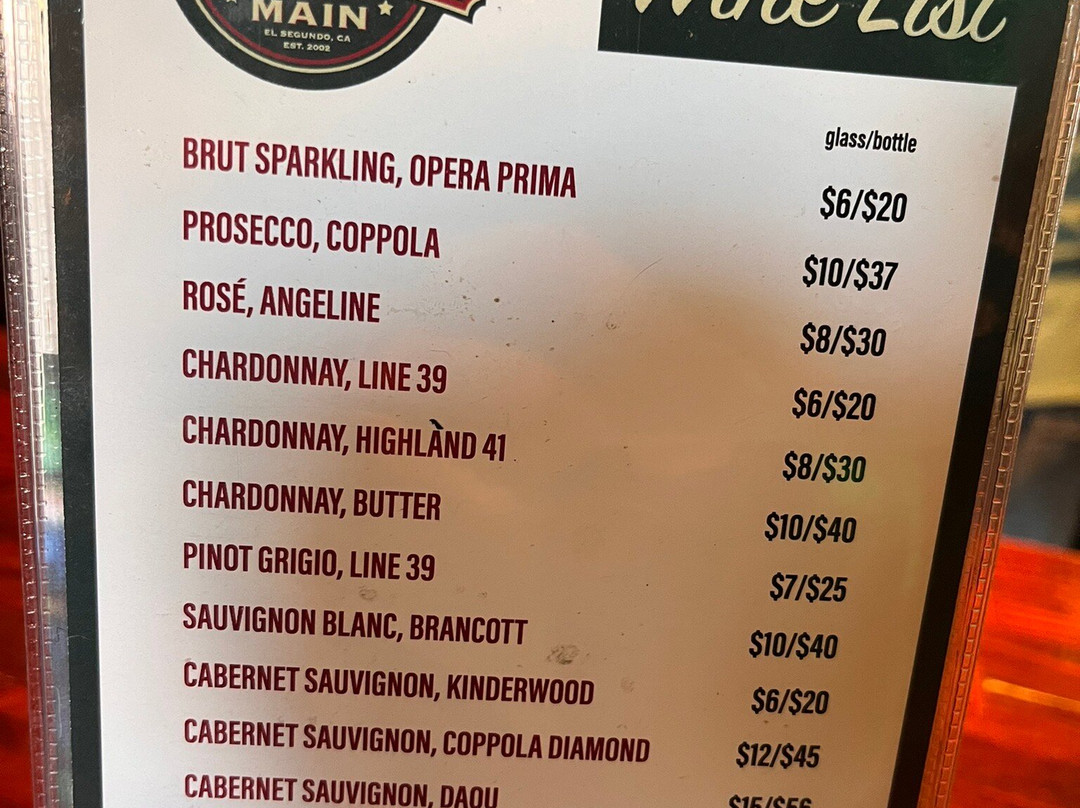 MAIN
EL SEGUNDO, CA
EST. 2002
Wine List
glass/bottle
BRUT SPARKLING, OPERA PRIMA $6/$20
PROSECCO, COPPOLA $10/$37
ROSÉ, ANGELINE $8/$30
CHARDONNAY, LINE 39 $6/$20
CHARDONNAY, HIGHLAND 41 $8/$30
CHARDONNAY, BUTTER $10/$40
PINOT GRIGIO, LINE 39 $7/$25
SAUVIGNON BLANC, BRANCOTT $10/$40
CABERNET SAUVIGNON, KINDERWOOD $6/$20
CABERNET SAUVIGNON, COPPOLA DIAMOND $12/$45
CABERNET SAUVIGNON, DAOU $15/$56